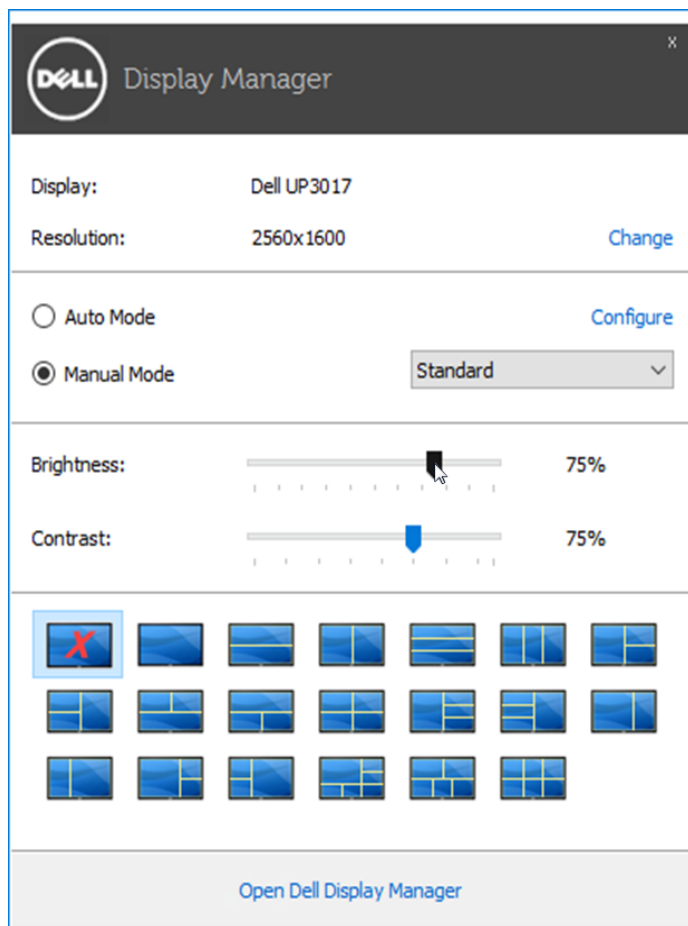 x
DELL Display Manager
Display: Dell UP3017
Resolution: 2560x1600 Change
Auto Mode Configure
Manual Mode Standard
Brightness: 75%
Contrast: 75%
X
Open Dell Display Manager